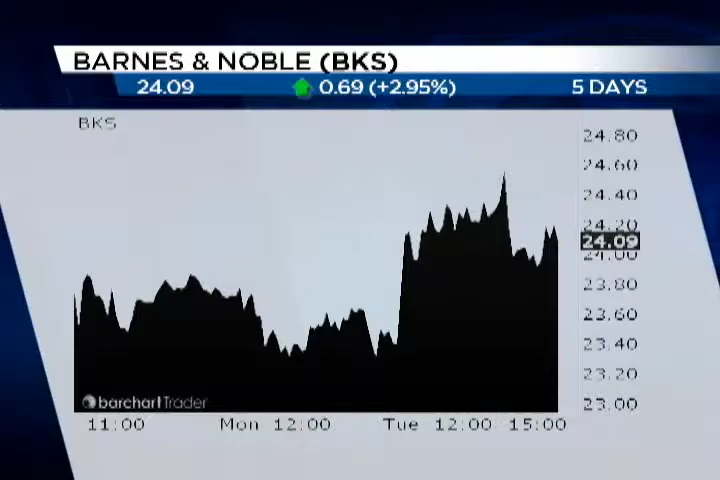 BARNES & NOBLE (BKS)
24.09 0.69 (+2.95%) 5 DAYS
BKS
24.80
24.60
24.40
24.20
24.09
24.00
23.80
23.60
23.40
23.20
23.00
barchartTrader
11:00 Mon 12:00 Tue 12:00 15:00